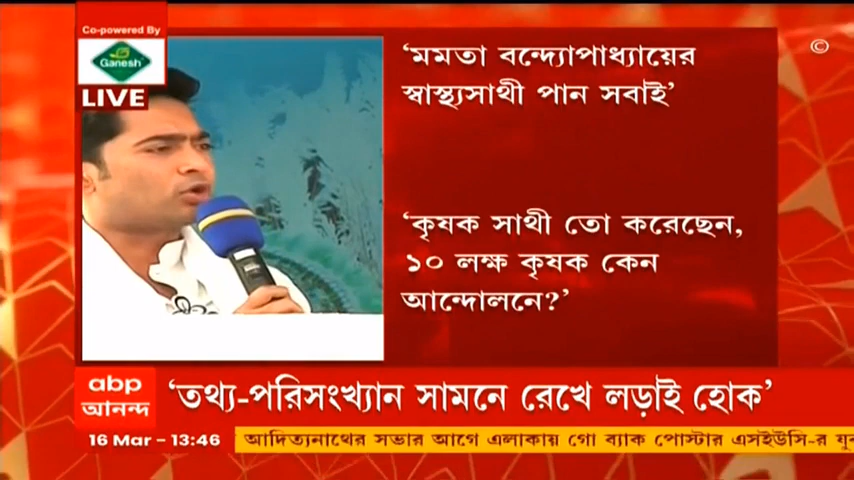 Co-powered By
Ganesh
LIVE
©
‘মমতা বন্দ্যোপাধ্যায়ের
স্বাস্থ্যসাথী পান সবাই’
‘কৃষক সাথী তো করেছেন,
১০ লক্ষ কৃষক কেন
আন্দোলনে?’
abp
আনন্দ
‘তথ্য-পরিসংখ্যান সামনে রেখে লড়াই হোক’
16 Mar – 13:46
আদিত্যনাথের সভার আগে এলাকায় গো ব্যাক পোস্টার এসইউসি-র